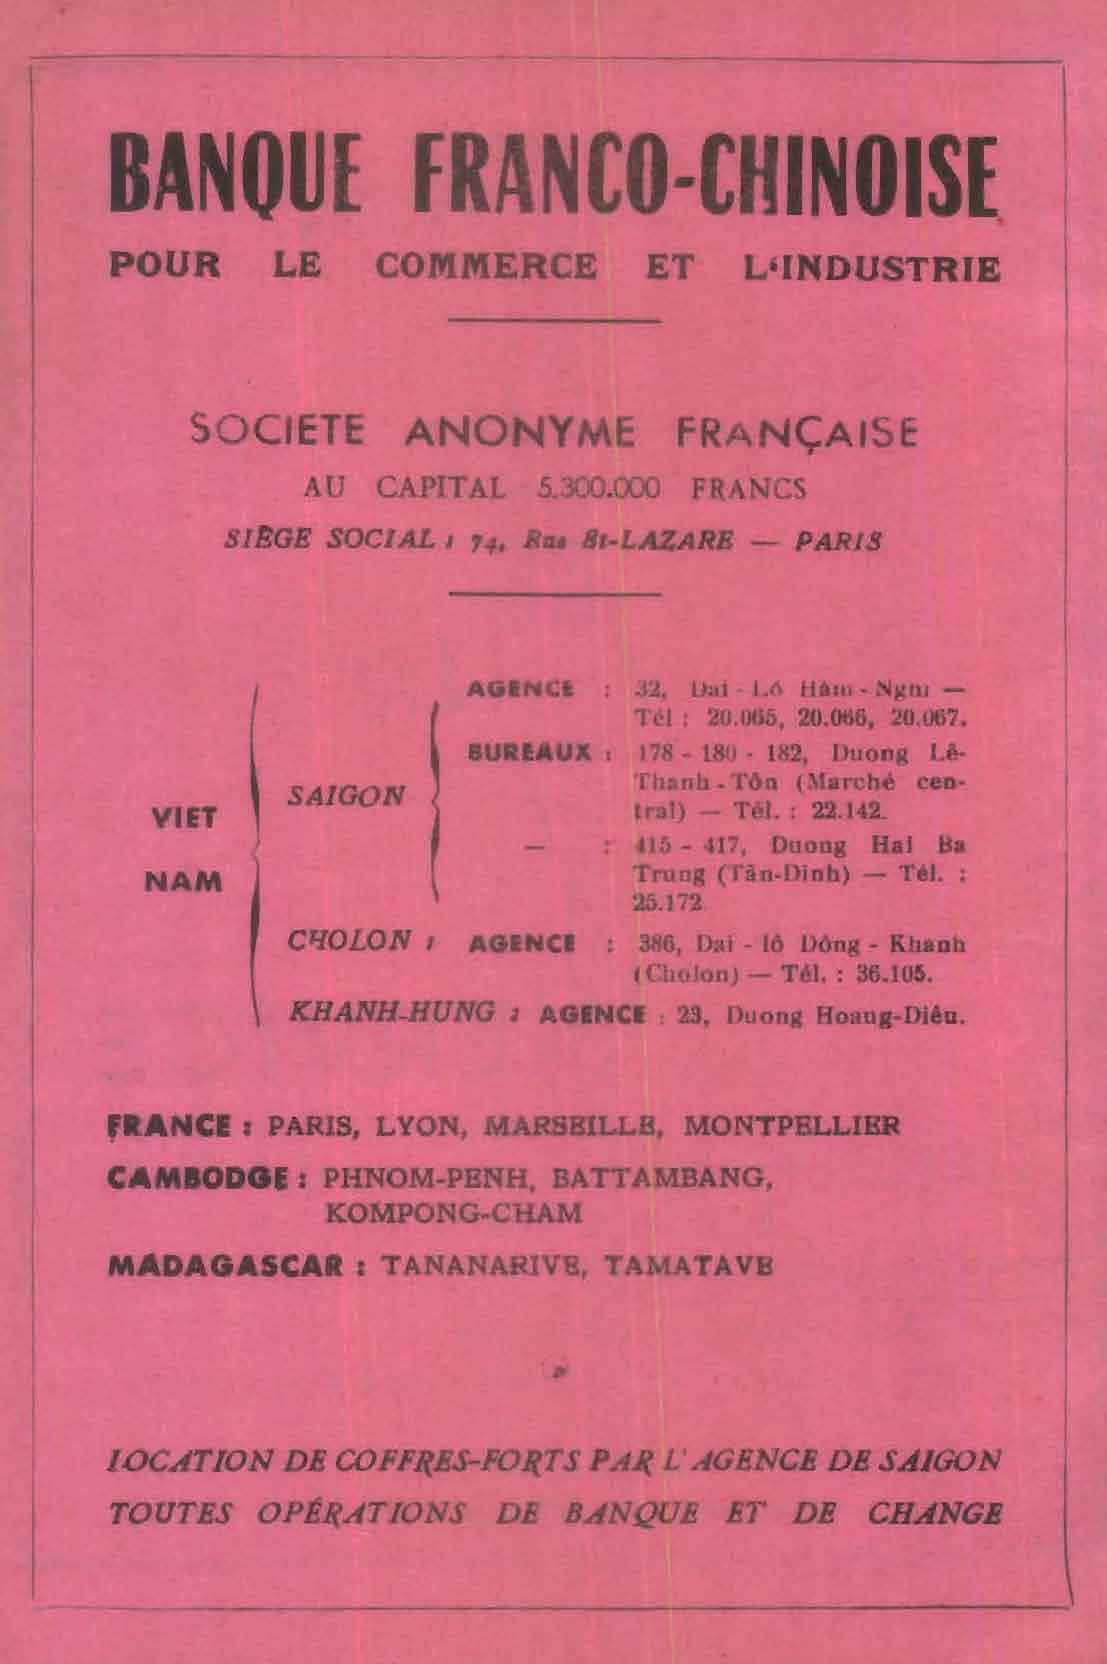 BANQUE FRANCO-CHINOISE
POUR LE COMMERCE ET L'INDUSTRIE
SOCIETE ANONYME FRANÇAISE
AU CAPITAL 5.300.000 FRANCS
SIÈGE SOCIAL : 74, Rue St-LAZARE — PARIS
AGENCE : 32, Dai - Lô Hàm - Nghi —
Tél : 20.065, 20.066, 20.067.
BUREAUX : 178 - 180 - 182, Duong Lê-
Thanh - Tôn (Marché cen-
tral) — Tél. : 22.142.
SAIGON
— : 415 - 417, Duong Hai Ba
Trung (Tân-Dinh) — Tél. :
25.172
VIET
NAM
CHOLON : AGENCE : 386, Dai - lô Dông - Khanh
(Cholon) — Tél. : 36.105.
KHANH-HUNG : AGENCE : 23, Duong Hoang-Diêu.
FRANCE : PARIS, LYON, MARSEILLE, MONTPELLIER
CAMBODGE : PHNOM-PENH, BATTAMBANG,
KOMPONG-CHAM
MADAGASCAR : TANANARIVE, TAMATAVE
LOCATION DE COFFRES-FORTS PAR L'AGENCE DE SAIGON
TOUTES OPÉRATIONS DE BANQUE ET DE CHANGE